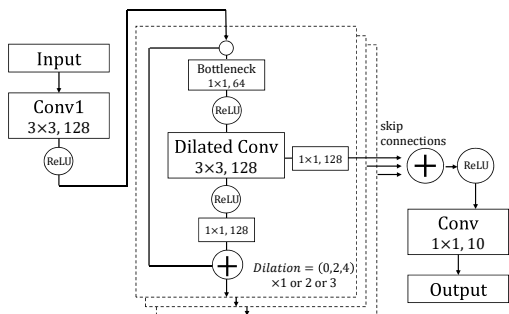 Input
Conv1
3×3, 128
ReLU
Bottleneck
1×1, 64
ReLU
Dilated Conv
3×3, 128
1×1, 128
ReLU
1×1, 128
+
Dilation = (0,2,4)
×1 or 2 or 3
skip
connections
+
ReLU
Conv
1×1, 10
Output